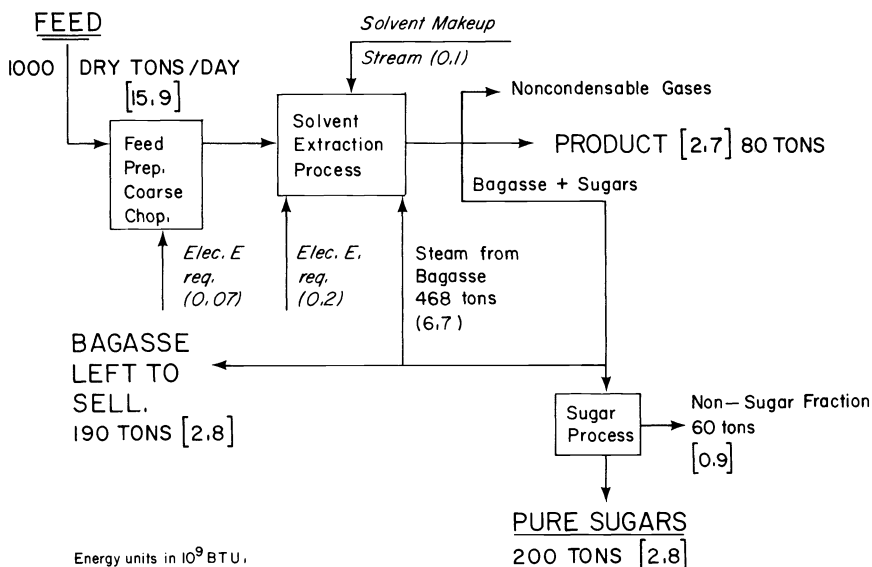 FEED
1000 DRY TONS/DAY
[15.9]
Feed
Prep.
Coarse
Chop.
Elec. E
req.
(0.07)
Solvent Makeup
Stream (0.1)
Solvent
Extraction
Process
Elec. E.
req.
(0.2)
Steam from
Bagasse
468 tons
(6.7)
Noncondensable Gases
PRODUCT [2.7] 80 TONS
Bagasse + Sugars
BAGASSE
LEFT TO
SELL.
190 TONS [2.8]
Sugar
Process
Non-Sugar Fraction
60 tons
[0.9]
PURE SUGARS
200 TONS [2.8]
Energy units in 10⁹ BTU.